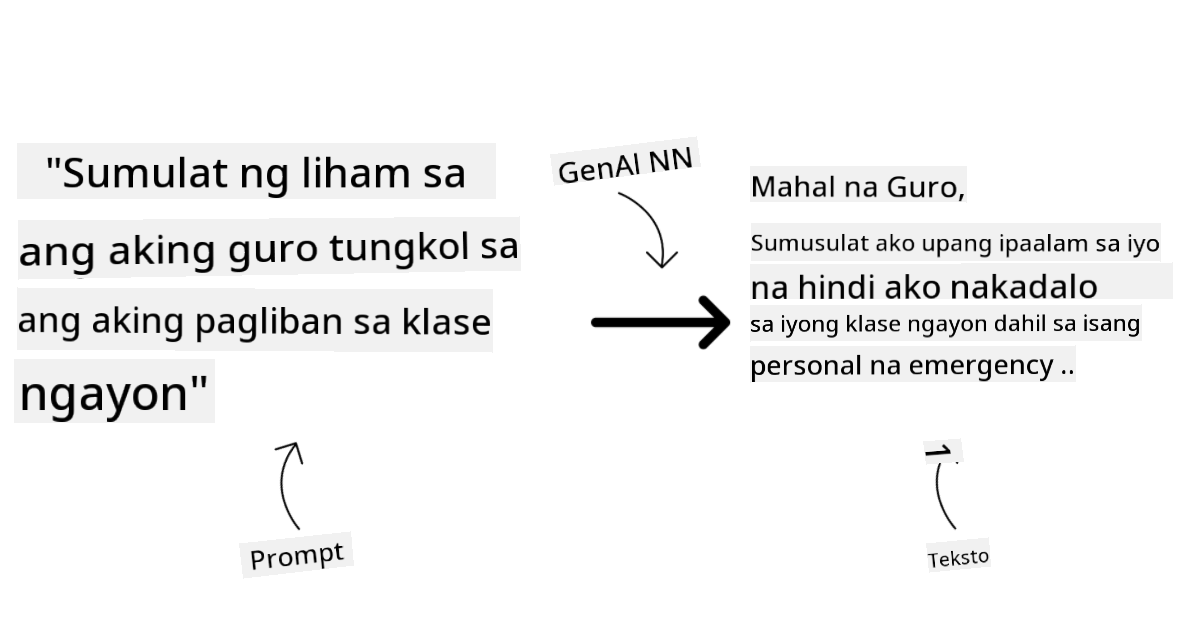 "Sumulat ng liham sa
ang aking guro tungkol sa
ang aking pagliban sa klase
ngayon"
Prompt
GenAI NN
Mahal na Guro,
Sumusulat ako upang ipaalam sa iyo
na hindi ako nakadalo
sa iyong klase ngayon dahil sa isang
personal na emergency ..
Teksto